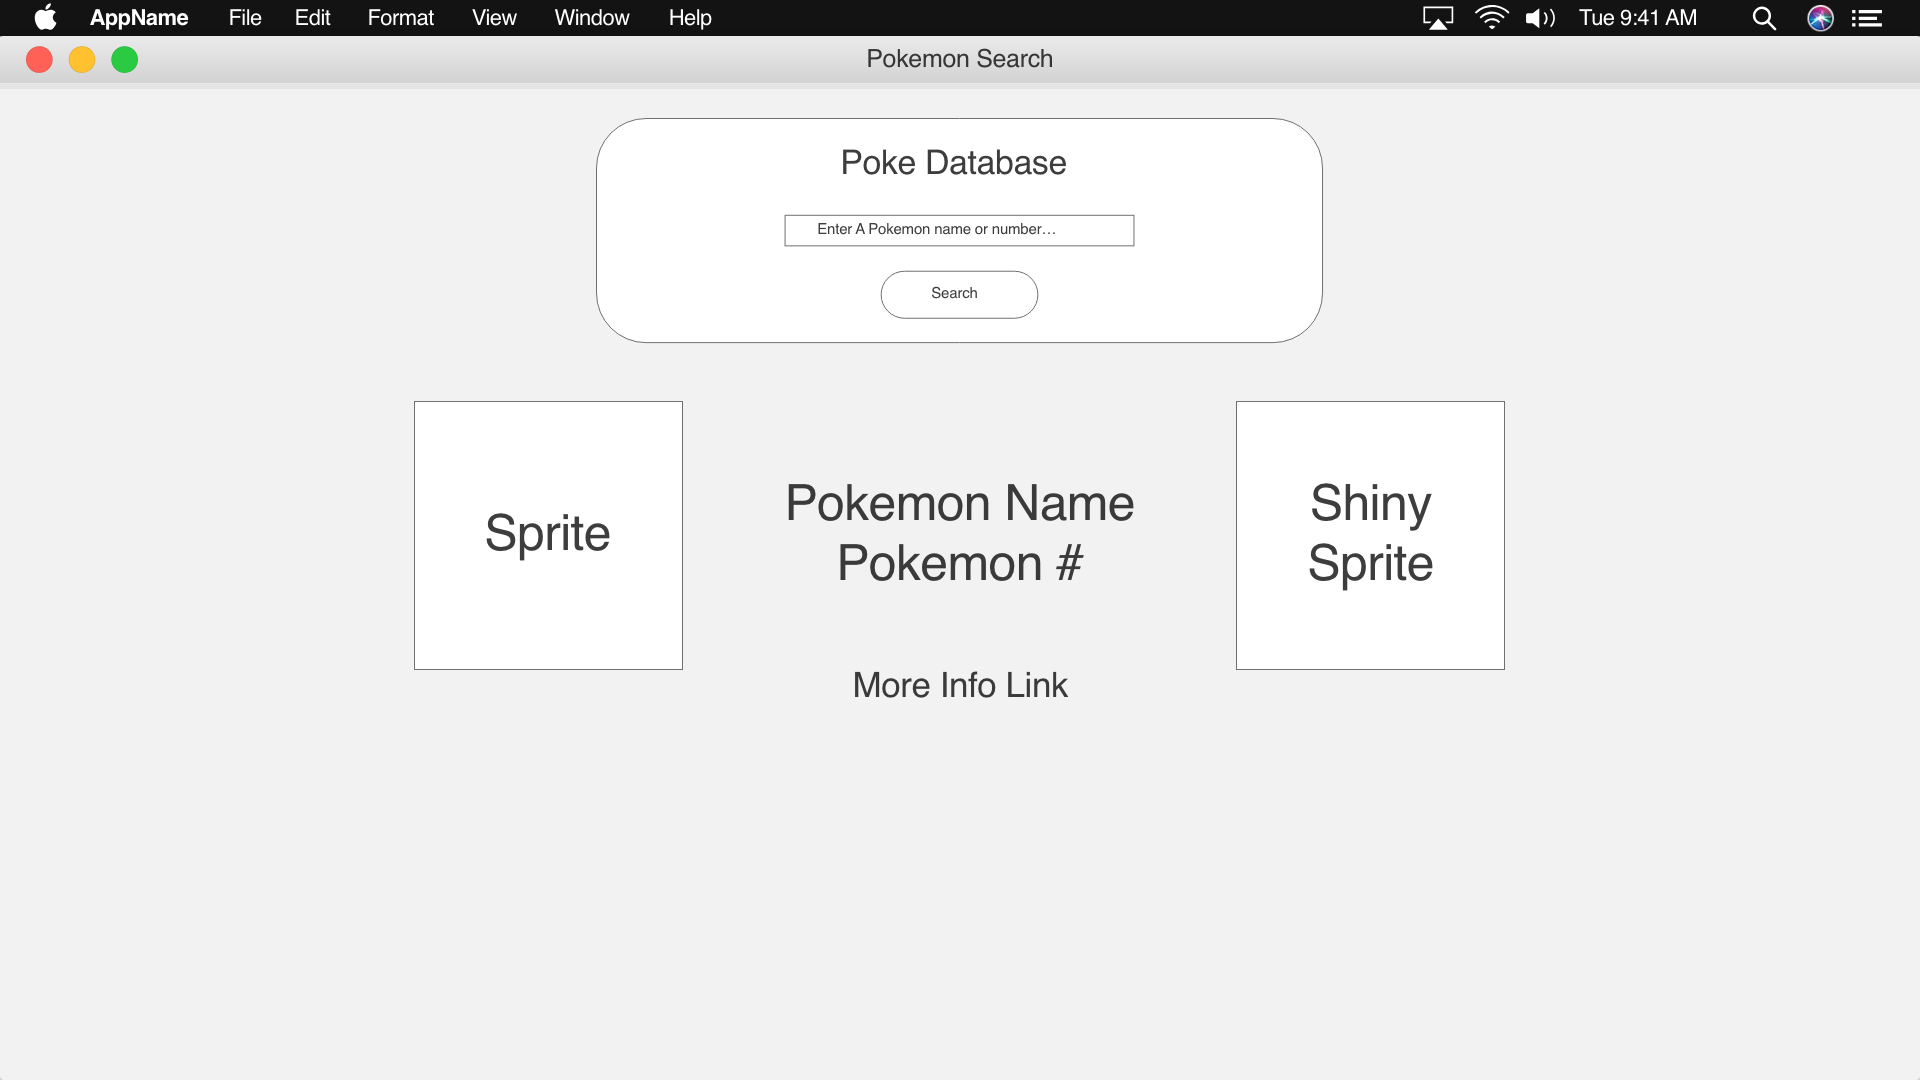 AppName File Edit Format View Window Help Tue 9:41 AM
Pokemon Search
Poke Database
Enter A Pokemon name or number…
Search
Sprite
Pokemon Name
Pokemon #
More Info Link
Shiny
Sprite